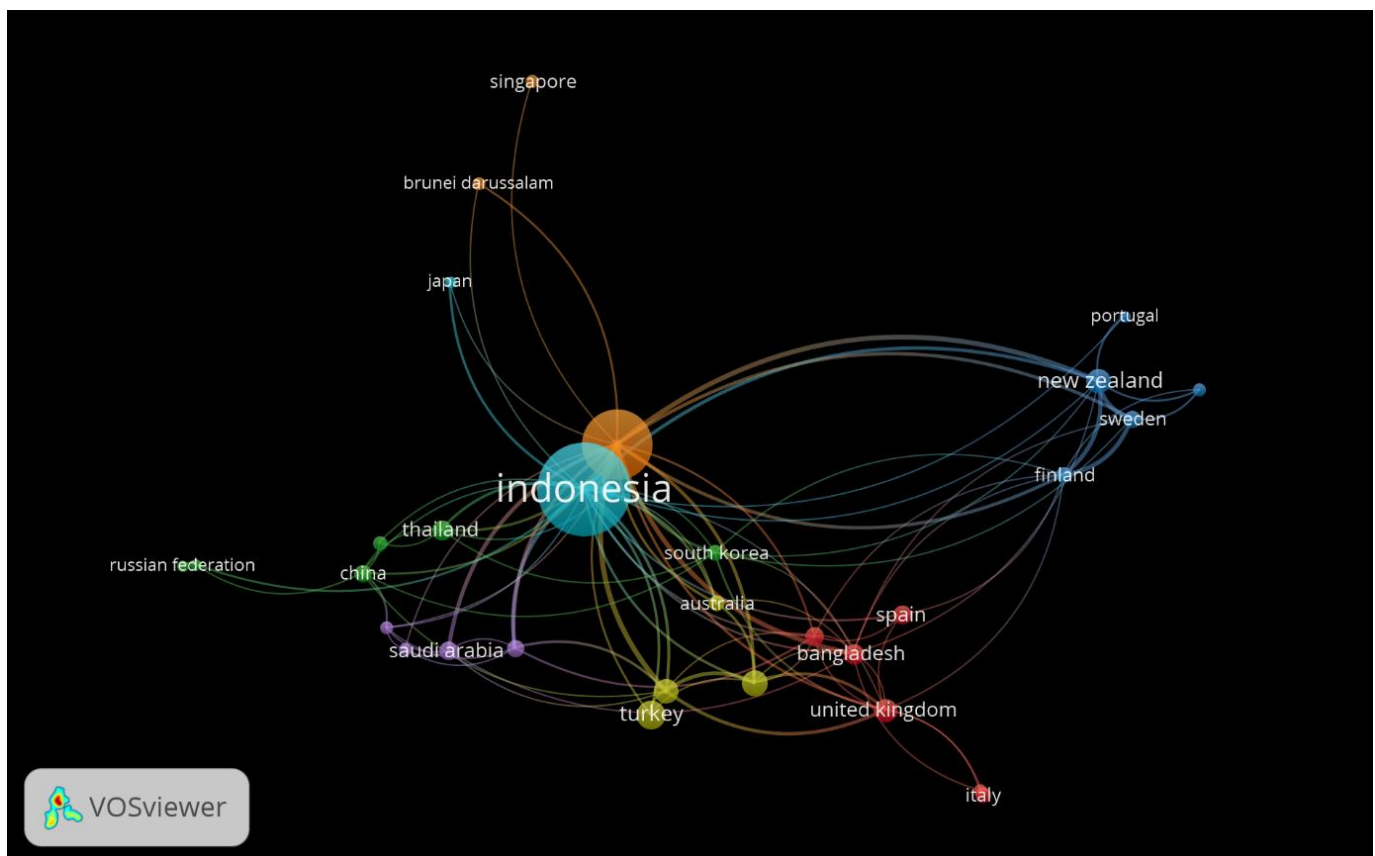 singapore
brunei darussalam
japan
portugal
new zealand
sweden
finland
indonesia
thailand
south korea
russian federation
china
australia
spain
saudi arabia
bangladesh
turkey
united kingdom
italy
VOSviewer